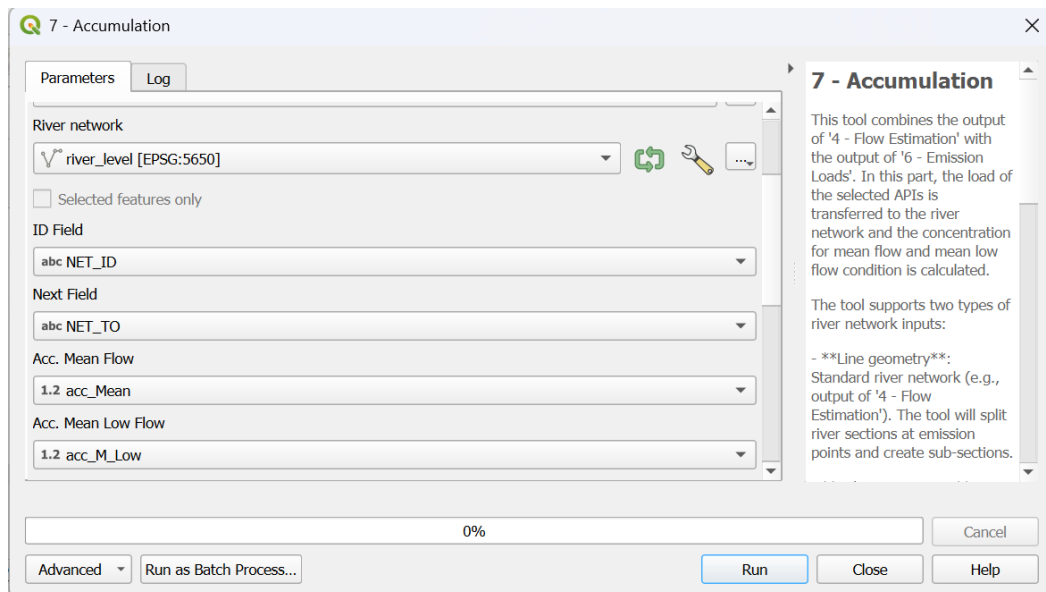 7 - Accumulation
Parameters
Log
River network
river_level [EPSG:5650]
...
Selected features only
ID Field
abc NET_ID
Next Field
abc NET_TO
Acc. Mean Flow
1.2 acc_Mean
Acc. Mean Low Flow
1.2 acc_M_Low
7 - Accumulation
This tool combines the output
of '4 - Flow Estimation' with
the output of '6 - Emission
Loads'. In this part, the load of
the selected APIs is
transferred to the river
network and the concentration
for mean flow and mean low
flow condition is calculated.
The tool supports two types of
river network inputs:
- **Line geometry**:
Standard river network (e.g.,
output of '4 - Flow
Estimation'). The tool will split
river sections at emission
points and create sub-sections.
0%
Cancel
Advanced
Run as Batch Process...
Run
Close
Help